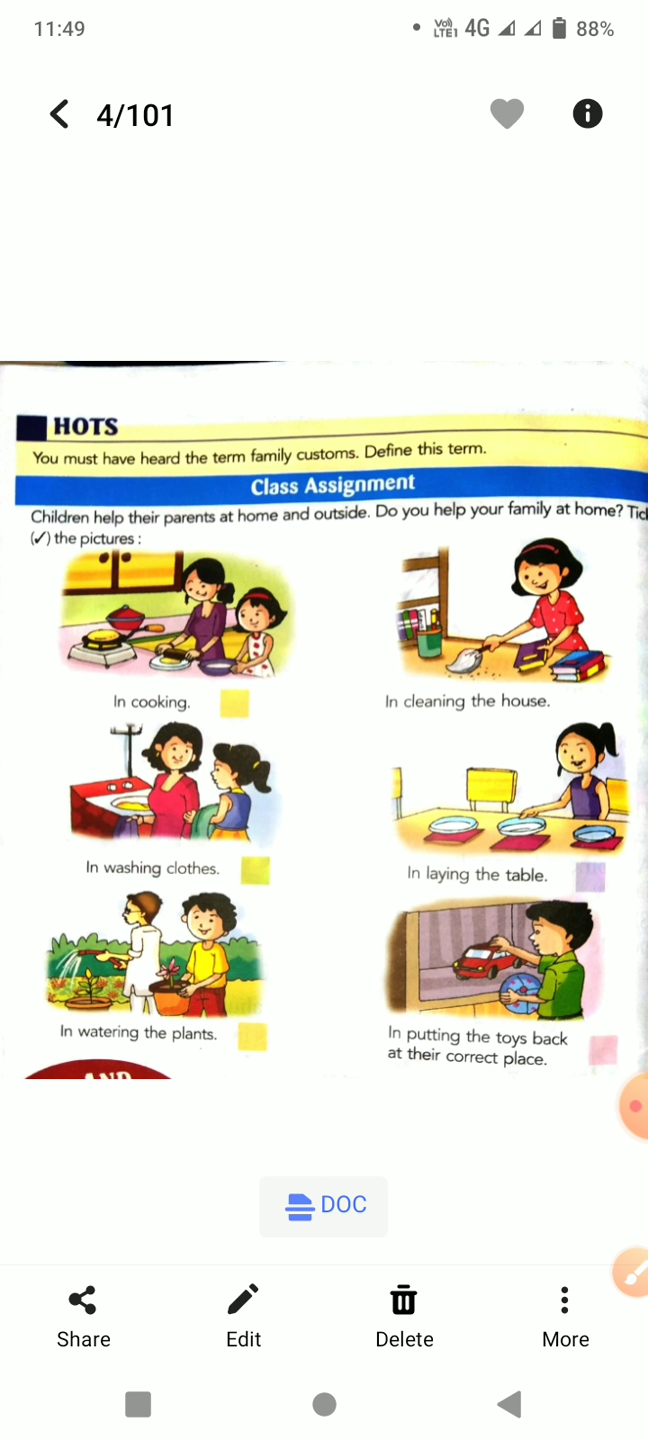 11:49
Vo)) LTE1 4G 88%
4/101
HOTS
You must have heard the term family customs. Define this term.
Class Assignment
Children help their parents at home and outside. Do you help your family at home? Tic
(✓) the pictures :
In cooking.
In cleaning the house.
In washing clothes.
In laying the table.
In watering the plants.
In putting the toys back
at their correct place.
AND
DOC
Share
Edit
Delete
More